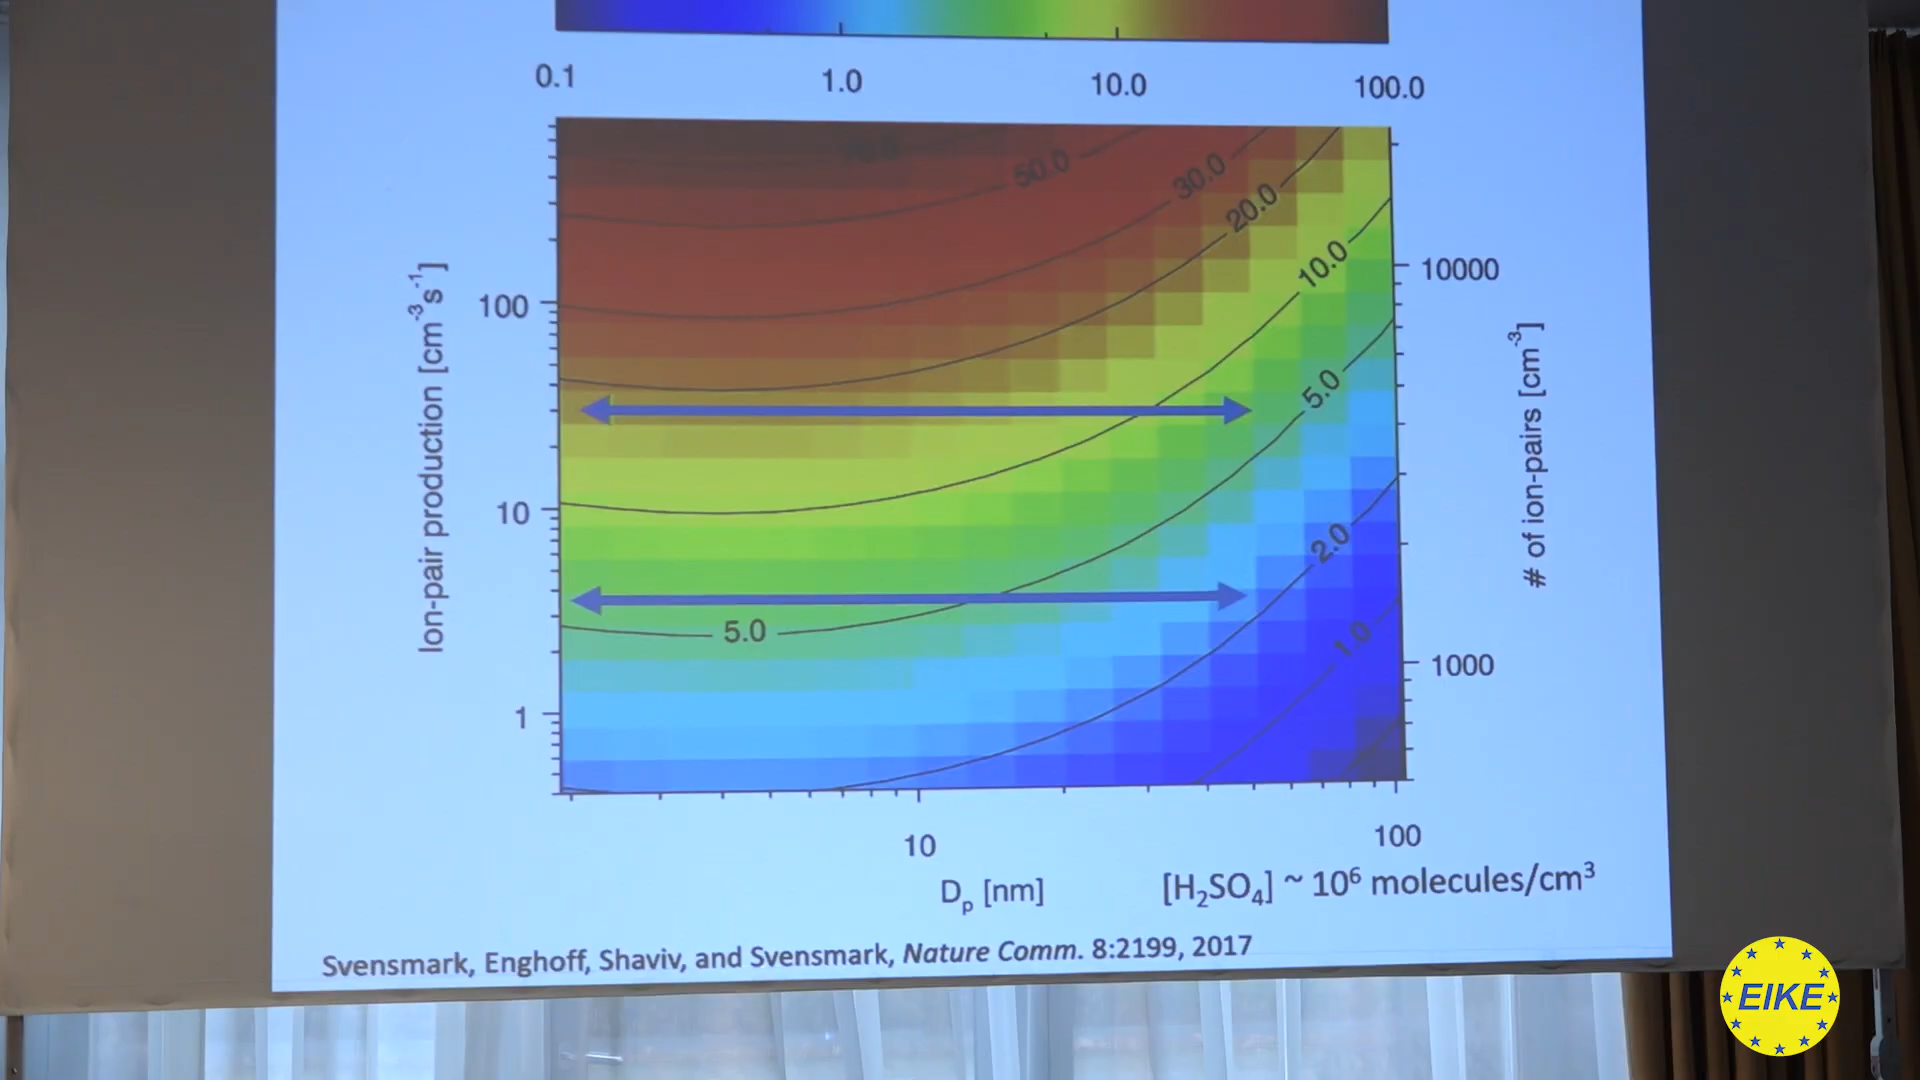 0.1 1.0 10.0 100.0
50.0
30.0
20.0
10.0
5.0
2.0
1.0
5.0
Ion-pair production [cm⁻³s⁻¹]
100
10
1
10000
1000
# of ion-pairs [cm⁻³]
10 100
Dₚ [nm]
[H₂SO₄] ~ 10⁶ molecules/cm³
Svensmark, Enghoff, Shaviv, and Svensmark, Nature Comm. 8:2199, 2017
EIKE